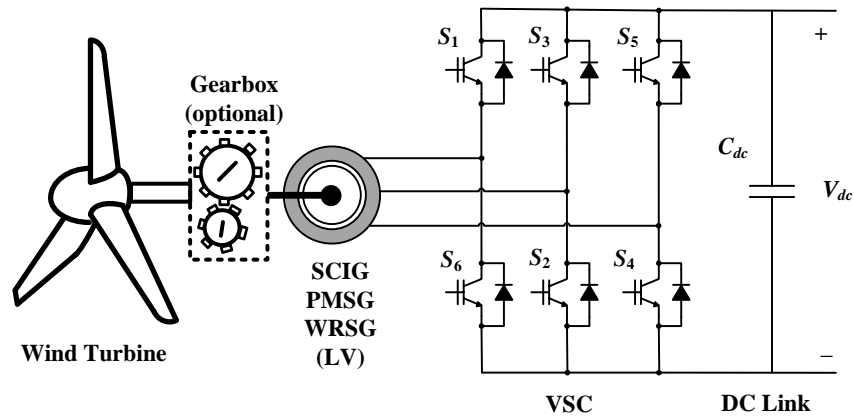 S1
S3
S5
+
Gearbox
(optional)
Cdc
Vdc
S6
S2
S4
SCIG
PMSG
WRSG
(LV)
Wind Turbine
−
VSC
DC Link